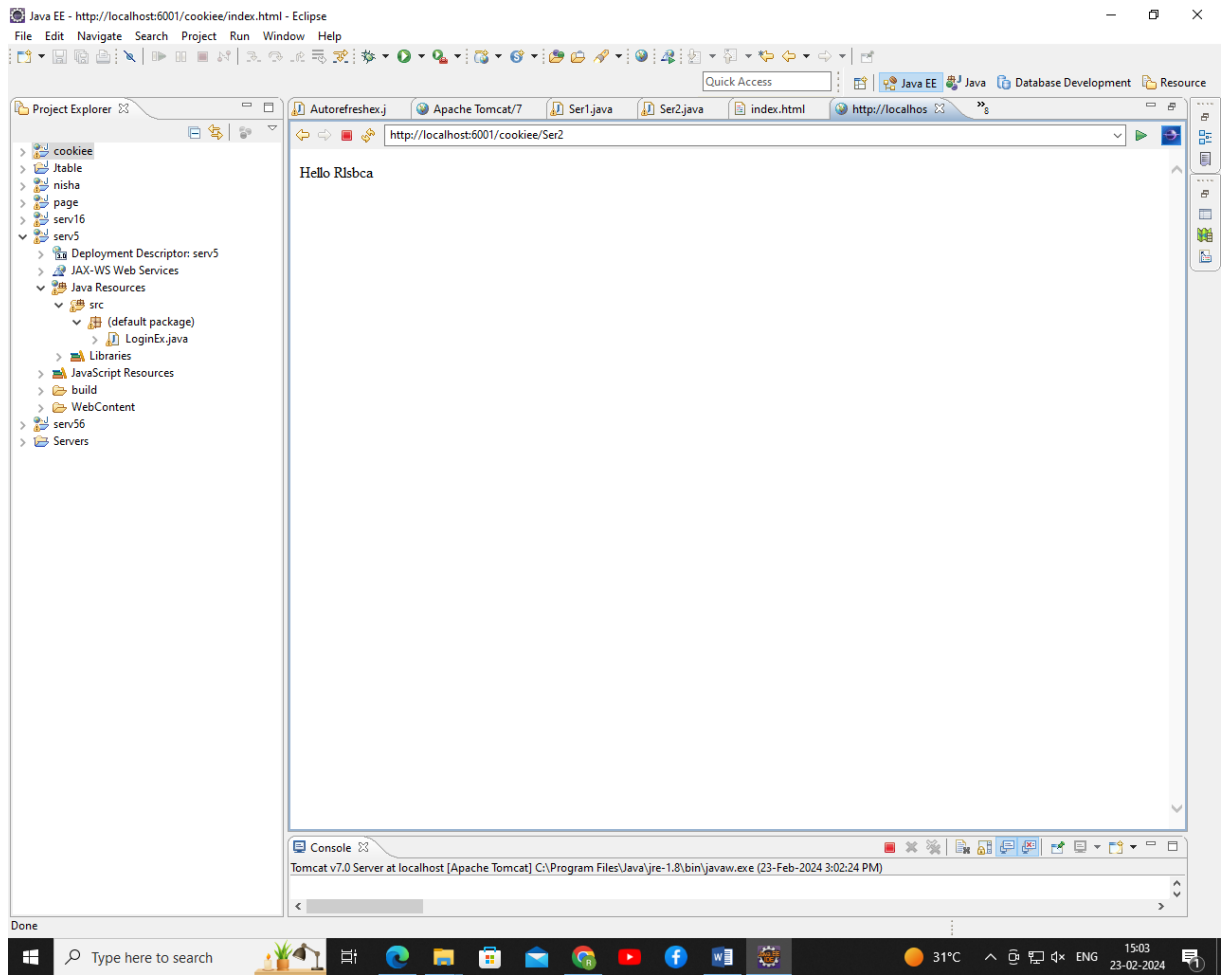 Java EE - http://localhost:6001/cookiee/index.html - Eclipse
File Edit Navigate Search Project Run Window Help
Quick Access
Java EE
Java
Database Development
Resource
Project Explorer
Autorefreshex.j
Apache Tomcat/7
Ser1.java
Ser2.java
index.html
http://localhos
»8
http://localhost:6001/cookiee/Ser2
Hello Rlsbca
cookiee
Jtable
nisha
page
serv16
serv5
Deployment Descriptor: serv5
JAX-WS Web Services
Java Resources
src
(default package)
LoginEx.java
Libraries
JavaScript Resources
build
WebContent
serv56
Servers
Console
Tomcat v7.0 Server at localhost [Apache Tomcat] C:\Program Files\Java\jre-1.8\bin\javaw.exe (23-Feb-2024 3:02:24 PM)
Done
Type here to search
31°C
ENG
15:03
23-02-2024
1